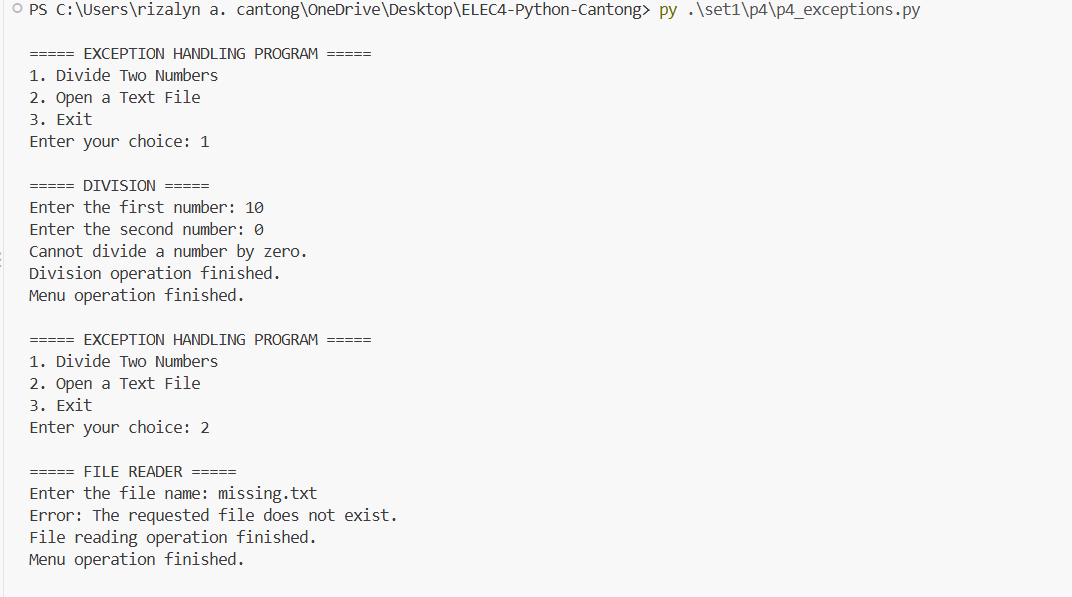 PS C:\Users\rizalyn a. cantong\OneDrive\Desktop\ELEC4-Python-Cantong> py .\set1\p4\p4_exceptions.py
===== EXCEPTION HANDLING PROGRAM =====
1. Divide Two Numbers
2. Open a Text File
3. Exit
Enter your choice: 1
===== DIVISION =====
Enter the first number: 10
Enter the second number: 0
Cannot divide a number by zero.
Division operation finished.
Menu operation finished.
===== EXCEPTION HANDLING PROGRAM =====
1. Divide Two Numbers
2. Open a Text File
3. Exit
Enter your choice: 2
===== FILE READER =====
Enter the file name: missing.txt
Error: The requested file does not exist.
File reading operation finished.
Menu operation finished.